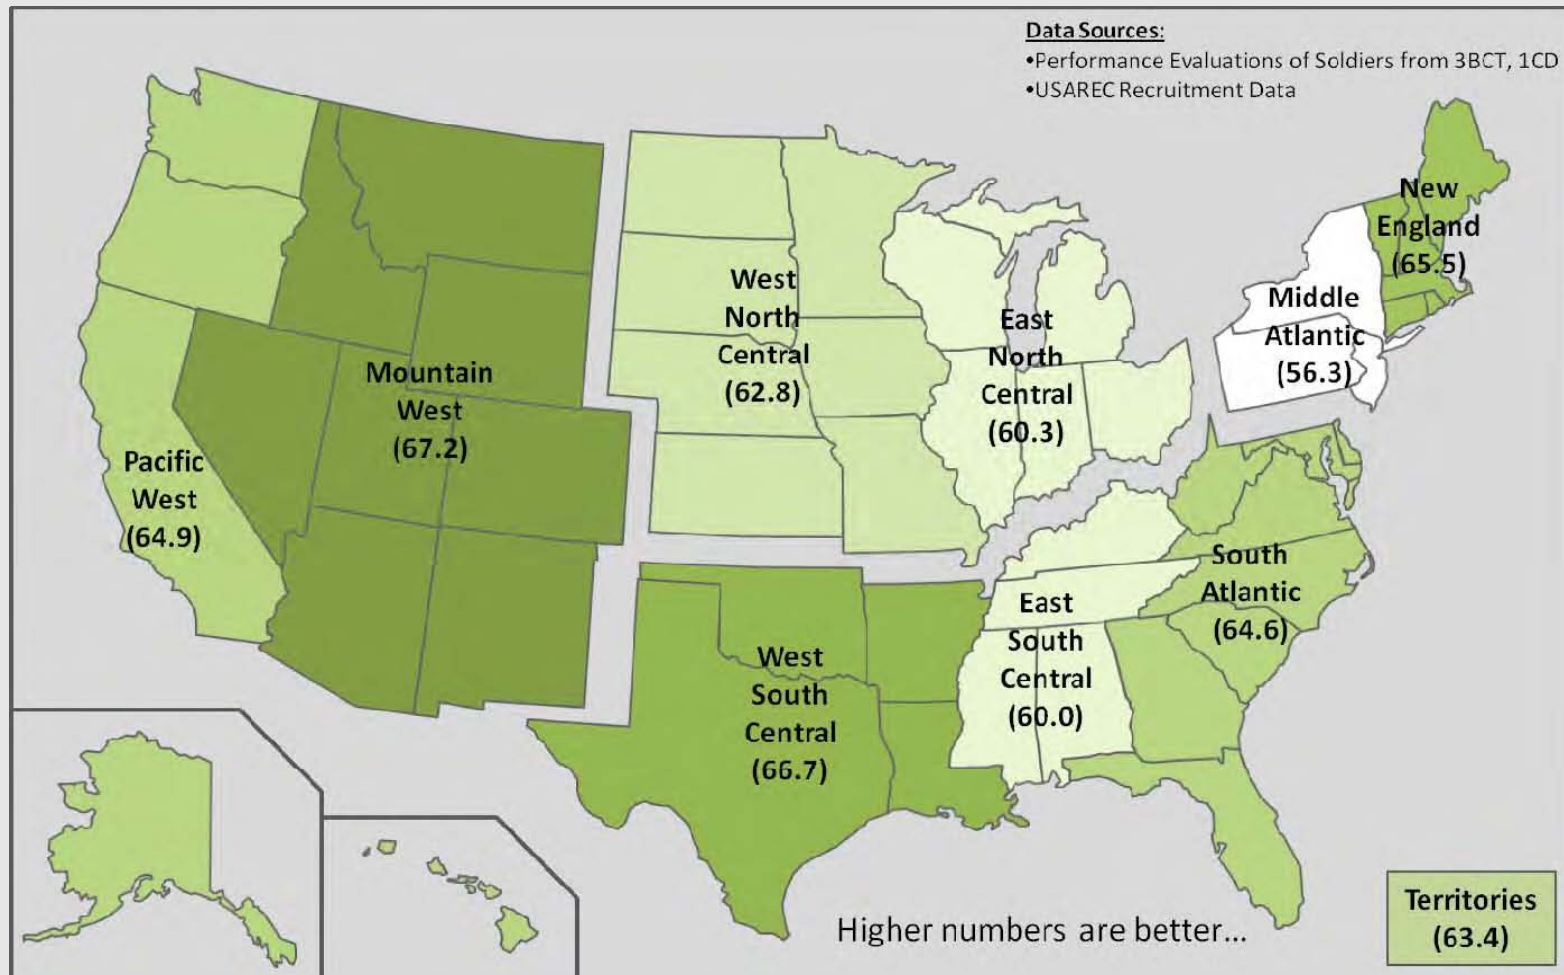 Data Sources:
•Performance Evaluations of Soldiers from 3BCT, 1CD
•USAREC Recruitment Data
New
England
(65.5)
Middle
Atlantic
(56.3)
West
North
Central
(62.8)
East
North
Central
(60.3)
Mountain
West
(67.2)
Pacific
West
(64.9)
South
Atlantic
(64.6)
East
South
Central
(60.0)
West
South
Central
(66.7)
Territories
(63.4)
Higher numbers are better...